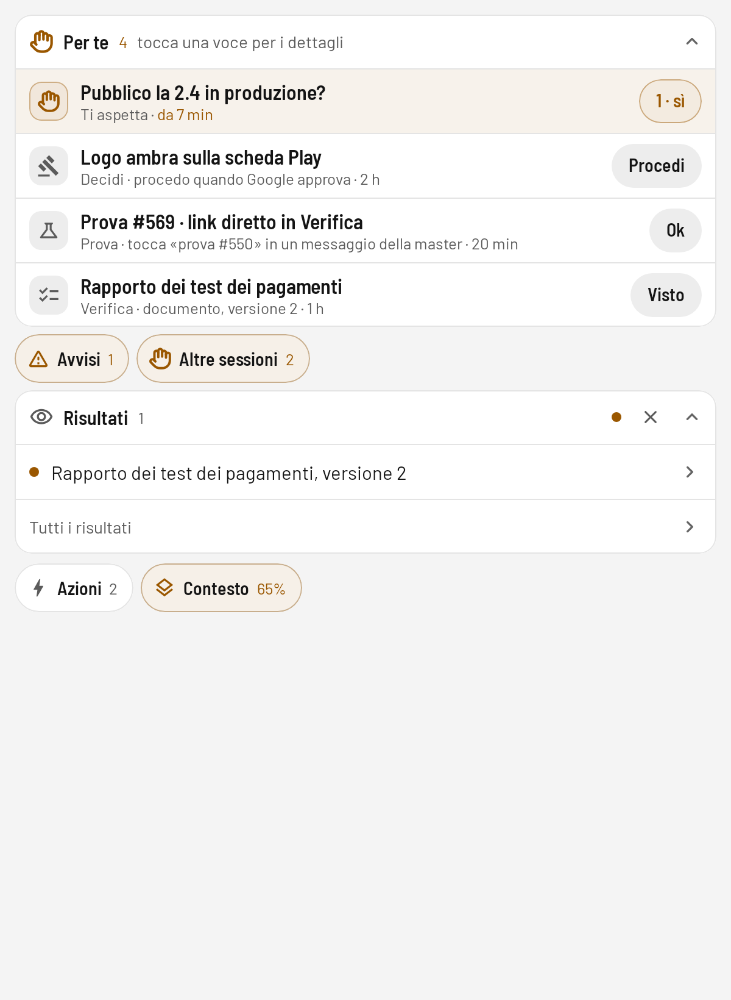 Per te 4 tocca una voce per i dettagli
Pubblico la 2.4 in produzione?
Ti aspetta · da 7 min
1 · sì
Logo ambra sulla scheda Play
Decidi · procedo quando Google approva · 2 h
Procedi
Prova #569 · link diretto in Verifica
Prova · tocca «prova #550» in un messaggio della master · 20 min
Ok
Rapporto dei test dei pagamenti
Verifica · documento, versione 2 · 1 h
Visto
Avvisi 1 Altre sessioni 2
Risultati 1
Rapporto dei test dei pagamenti, versione 2
Tutti i risultati
Azioni 2 Contesto 65%